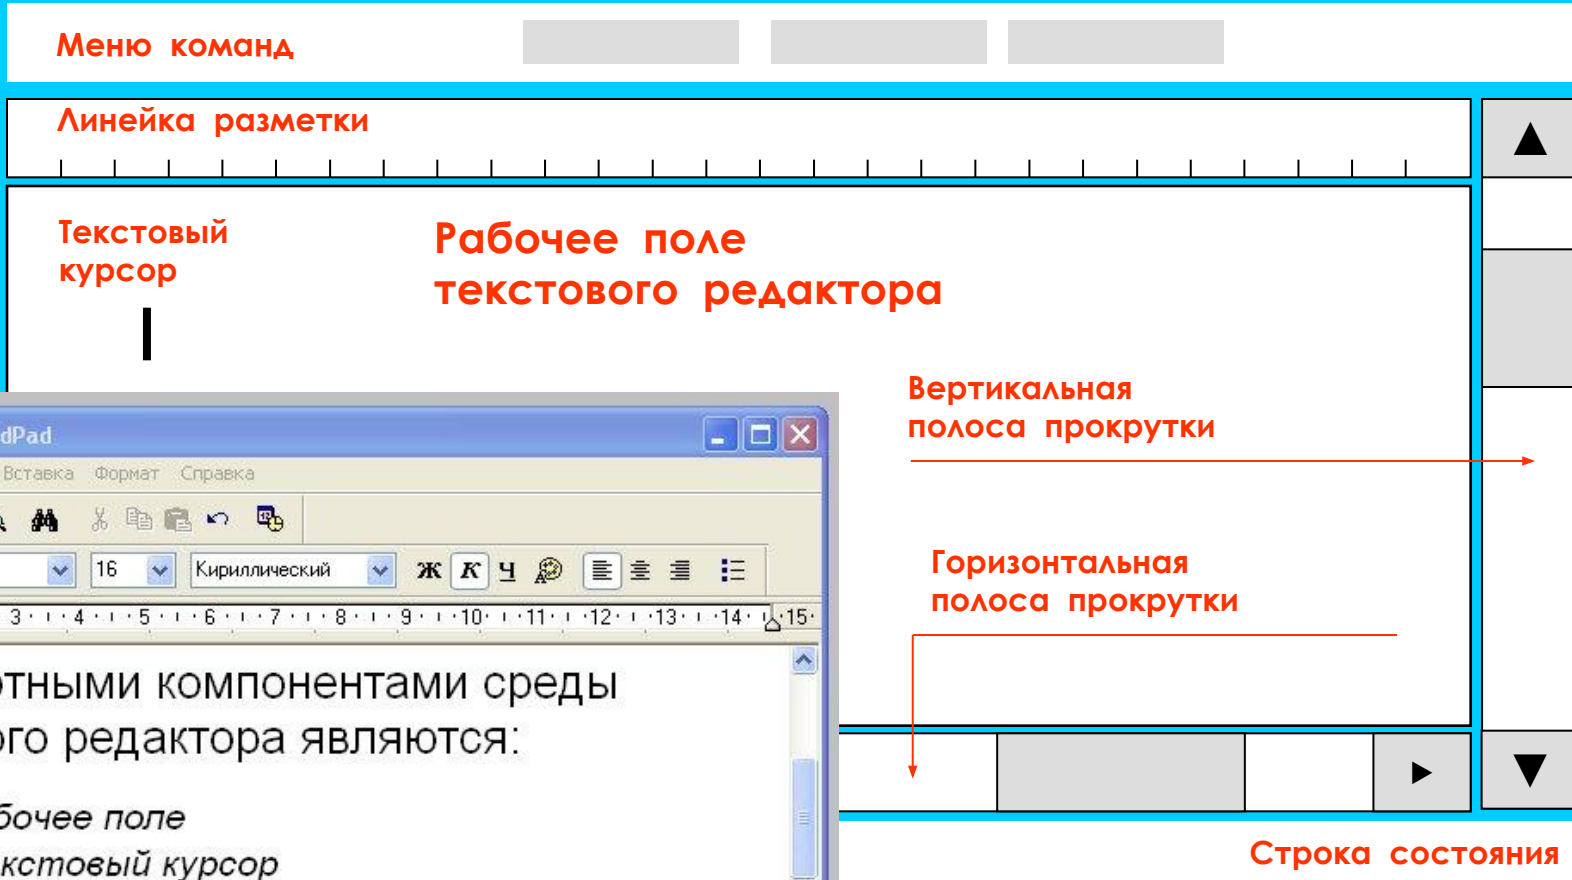 Меню команд
Линейка разметки
Текстовый
курсор
Рабочее поле
текстового редактора
Вертикальная
полоса прокрутки
Горизонтальная
полоса прокрутки
dPad
Вставка Формат Справка
16 Кириллический Ж К Ч
3 4 5 6 7 8 9 10 11 12 13 14 15
тными компонентами среды
ого редактора являются:
бочее поле
кстовый курсор
Строка состояния